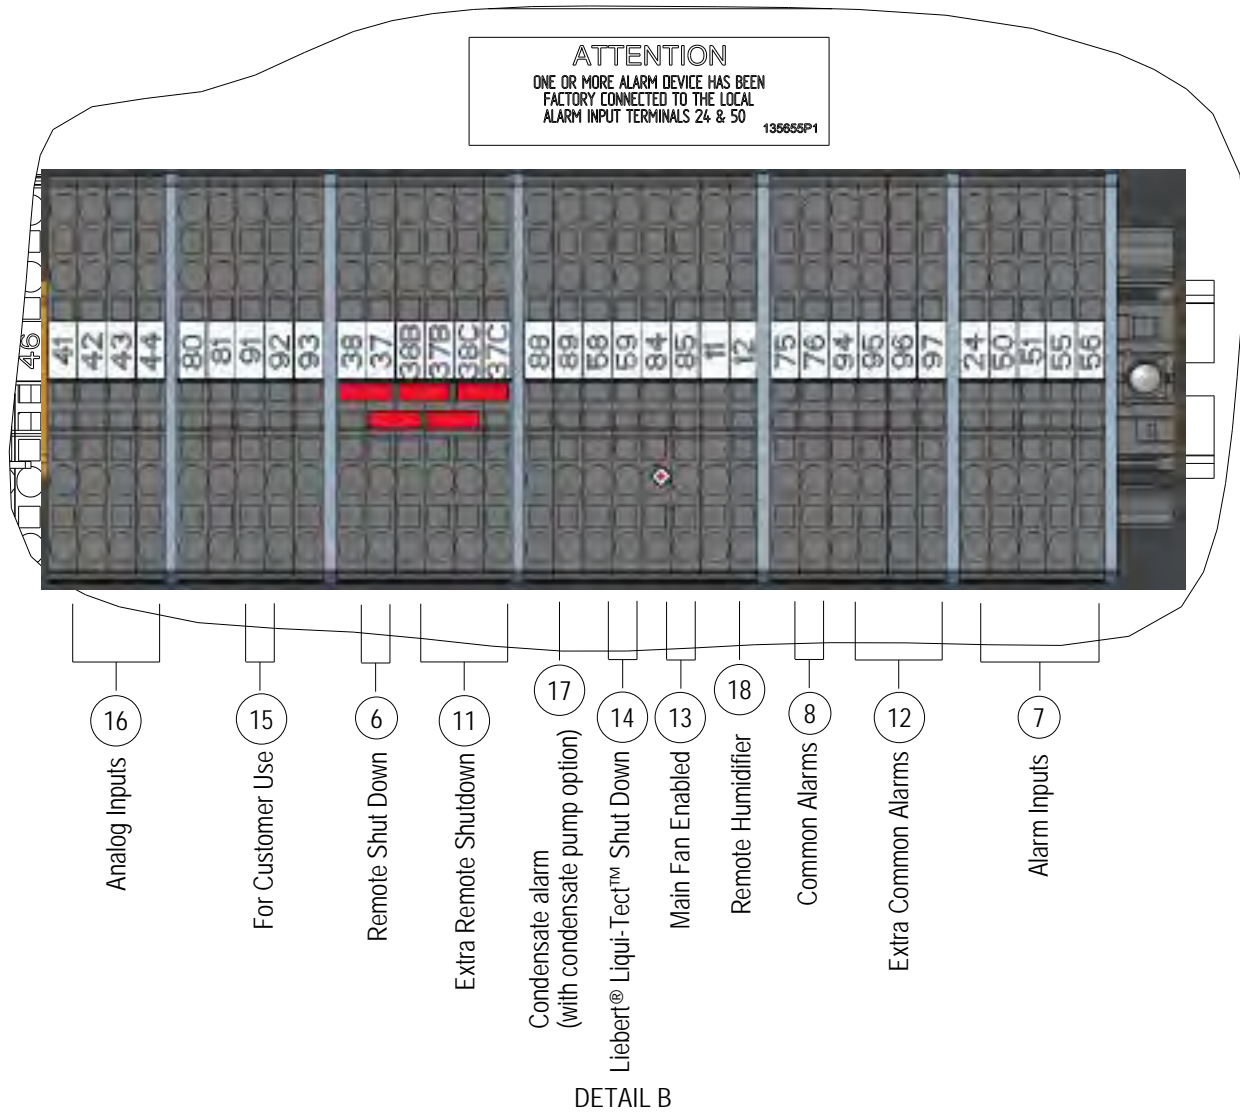 ATTENTION
ONE OR MORE ALARM DEVICE HAS BEEN
FACTORY CONNECTED TO THE LOCAL
ALARM INPUT TERMINALS 24 & 50
135655P1
46
41 42 43 44
80 81 91 92 93
38 37 38B 37B 38C 37C
88 89 58 59 84 85 11 12
75 76 94 95 96 97
24 50 51 55 56
16
Analog Inputs
15
For Customer Use
6
Remote Shut Down
11
Extra Remote Shutdown
17
Condensate alarm
(with condensate pump option)
14
Liebert® Liqui-Tect™ Shut Down
13
Main Fan Enabled
18
Remote Humidifier
8
Common Alarms
12
Extra Common Alarms
7
Alarm Inputs
DETAIL B